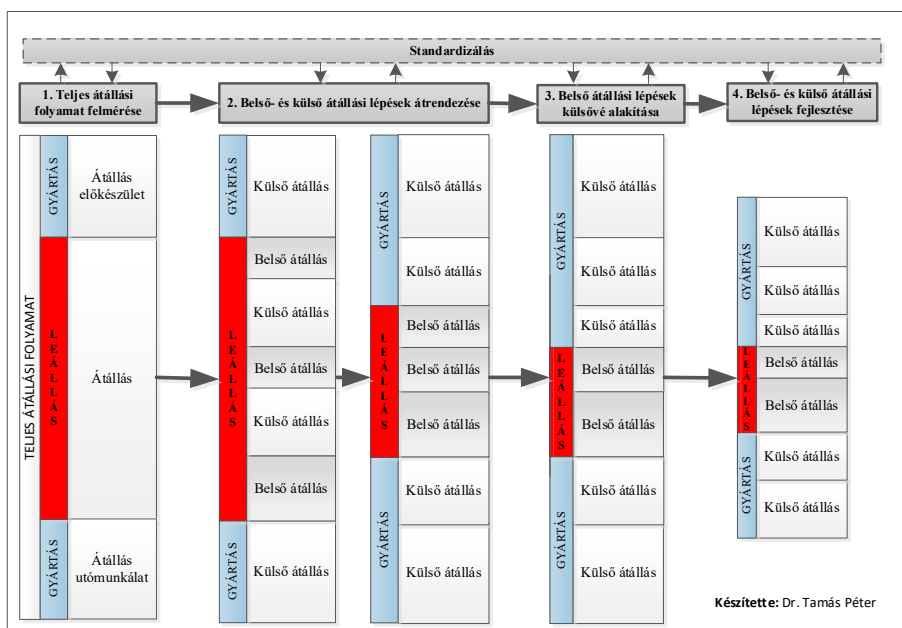 Standardizálás
1. Teljes átállási
folyamat felmérése
2. Belső- és külső átállási lépések átrendezése
3. Belső átállási lépések
külsővé alakítása
4. Belső- és külső átállási
lépések fejlesztése
TELJES ÁTÁLLÁSI FOLYAMAT
GYÁRTÁS
LEÁLLÁS
GYÁRTÁS
Átállás
előkészület
Átállás
Átállás
utómunkálat
GYÁRTÁS
LEÁLLÁS
GYÁRTÁS
Külső átállás
Belső átállás
Külső átállás
Belső átállás
Külső átállás
Belső átállás
Külső átállás
GYÁRTÁS
LEÁLLÁS
GYÁRTÁS
Külső átállás
Külső átállás
Belső átállás
Belső átállás
Belső átállás
Külső átállás
Külső átállás
GYÁRTÁS
LEÁLLÁS
GYÁRTÁS
Külső átállás
Külső átállás
Külső átállás
Belső átállás
Belső átállás
Külső átállás
Külső átállás
GYÁRTÁS
LEÁLLÁS
GYÁRTÁS
Külső átállás
Külső átállás
Külső átállás
Belső átállás
Belső átállás
Külső átállás
Külső átállás
Készítette: Dr. Tamás Péter